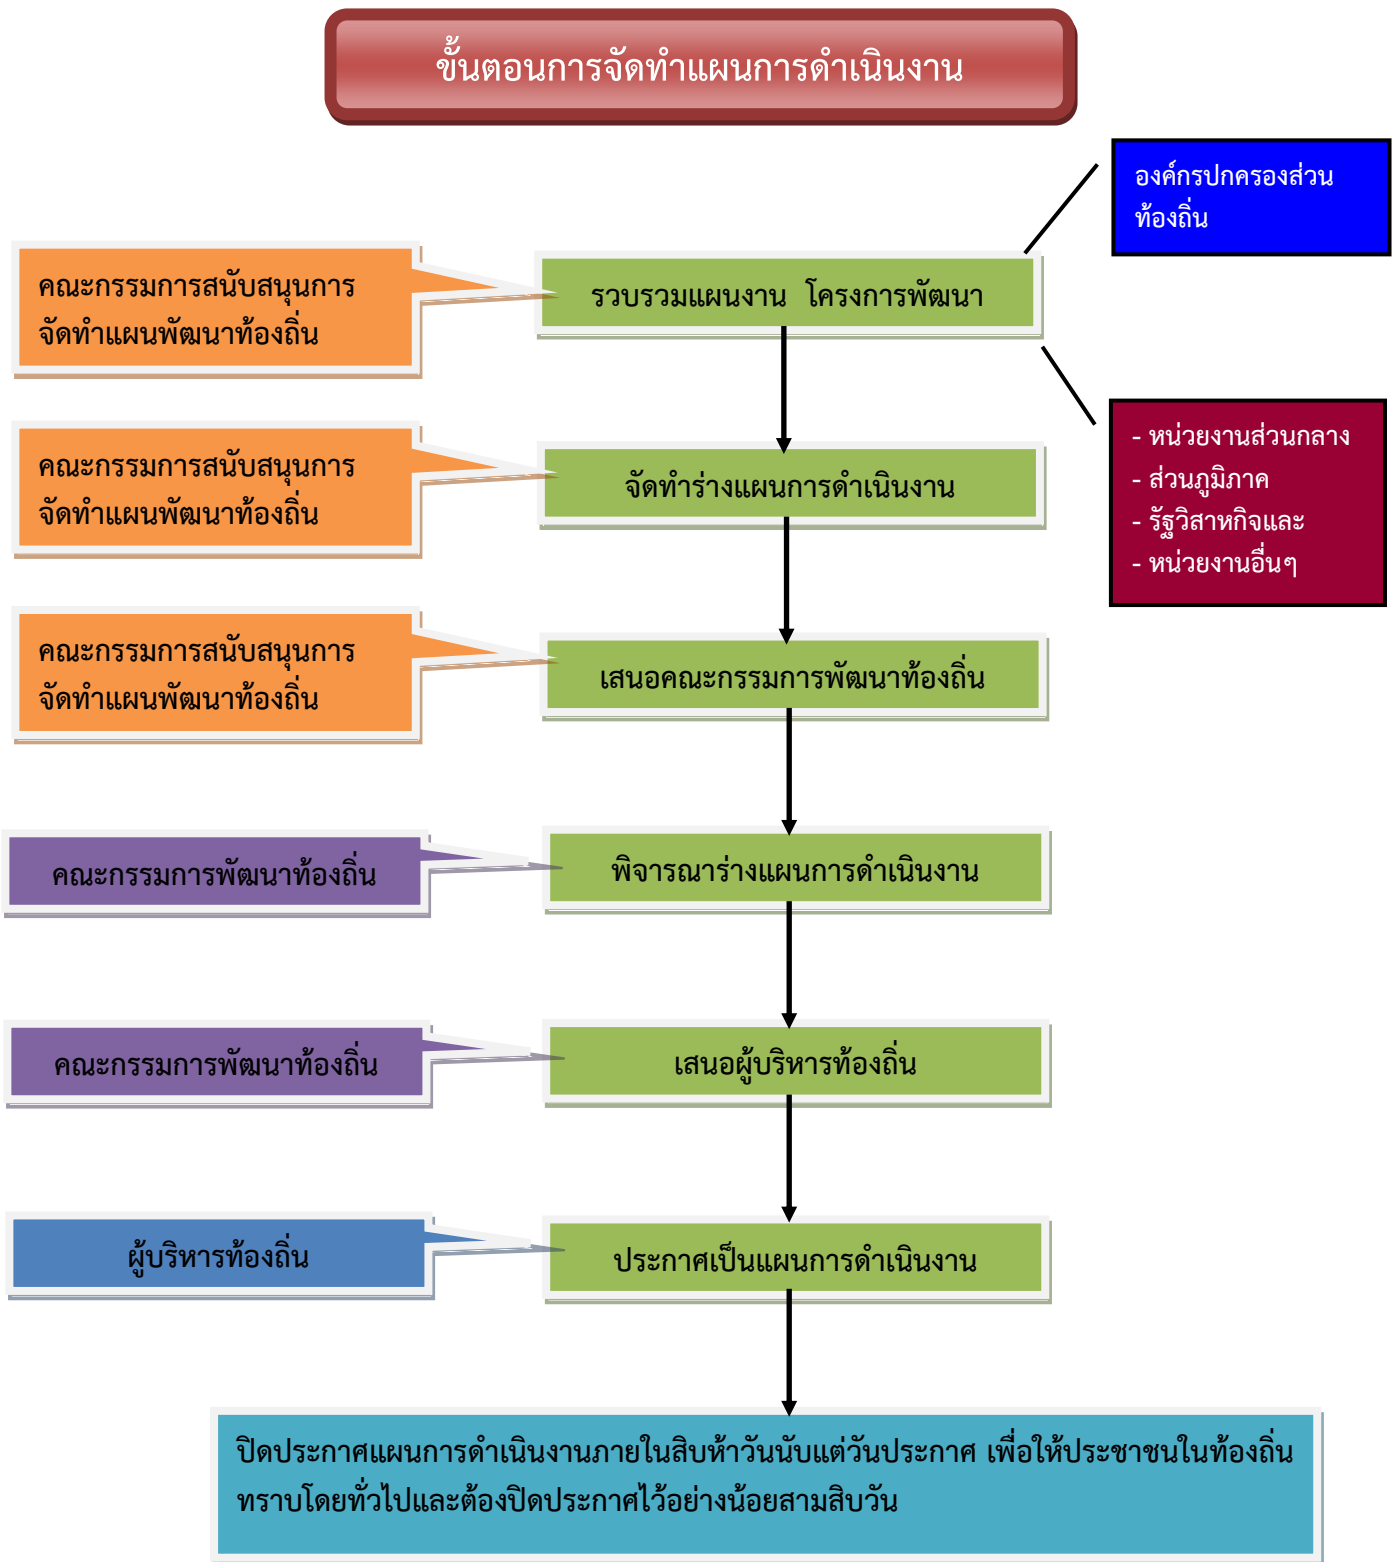 ขั้นตอนการจัดทำแผนการดำเนินงาน
องค์กรปกครองส่วน
ท้องถิ่น
คณะกรรมการสนับสนุนการ
จัดทำแผนพัฒนาท้องถิ่น
รวบรวมแผนงาน โครงการพัฒนา
- หน่วยงานส่วนกลาง
- ส่วนภูมิภาค
- รัฐวิสาหกิจและ
- หน่วยงานอื่นๆ
คณะกรรมการสนับสนุนการ
จัดทำแผนพัฒนาท้องถิ่น
จัดทำร่างแผนการดำเนินงาน
คณะกรรมการสนับสนุนการ
จัดทำแผนพัฒนาท้องถิ่น
เสนอคณะกรรมการพัฒนาท้องถิ่น
คณะกรรมการพัฒนาท้องถิ่น
พิจารณาร่างแผนการดำเนินงาน
คณะกรรมการพัฒนาท้องถิ่น
เสนอผู้บริหารท้องถิ่น
ผู้บริหารท้องถิ่น
ประกาศเป็นแผนการดำเนินงาน
ปิดประกาศแผนการดำเนินงานภายในสิบห้าวันนับแต่วันประกาศ เพื่อให้ประชาชนในท้องถิ่น
ทราบโดยทั่วไปและต้องปิดประกาศไว้อย่างน้อยสามสิบวัน